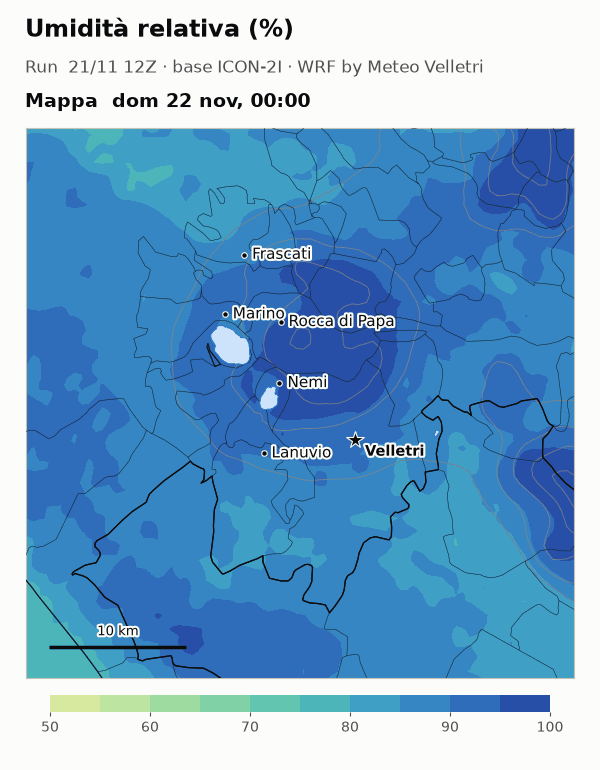 Umidità relativa (%)
Run  21/11 12Z · base ICON-2I · WRF by Meteo Velletri
Mappa  dom 22 nov, 00:00
Frascati
Marino
Rocca di Papa
Nemi
Velletri
Lanuvio
10 km
50 60 70 80 90 100